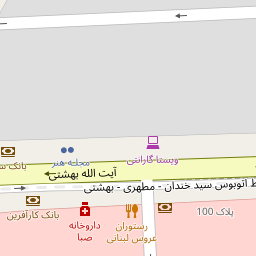 ویستا گارانتی
مجله هنر
بانک
آیت الله بهشتی
اتوبوس سید خندان - مطهری - بهشتی
بانک کارآفرین
داروخانه
صبا
رستوران
عروس لبنانی
پلاک 100